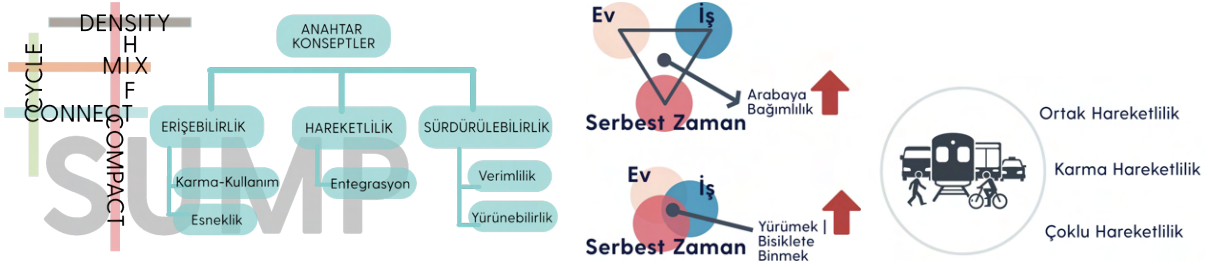 DENSITY
SHIFT
MIX
CYCLE
CONNECT
COMPACT
SUMP
ANAHTAR
KONSEPTLER
ERİŞEBİLİRLİK
HAREKETLİLİK
SÜRDÜRÜLEBİLİRLİK
Karma-Kullanım
Esneklik
Entegrasyon
Verimlilik
Yürünebilirlik
Ev
İş
Serbest Zaman
Arabaya
Bağımlılık
Ev
İş
Serbest Zaman
Yürümek |
Bisiklete
Binmek
Ortak Hareketlilik
Karma Hareketlilik
Çoklu Hareketlilik